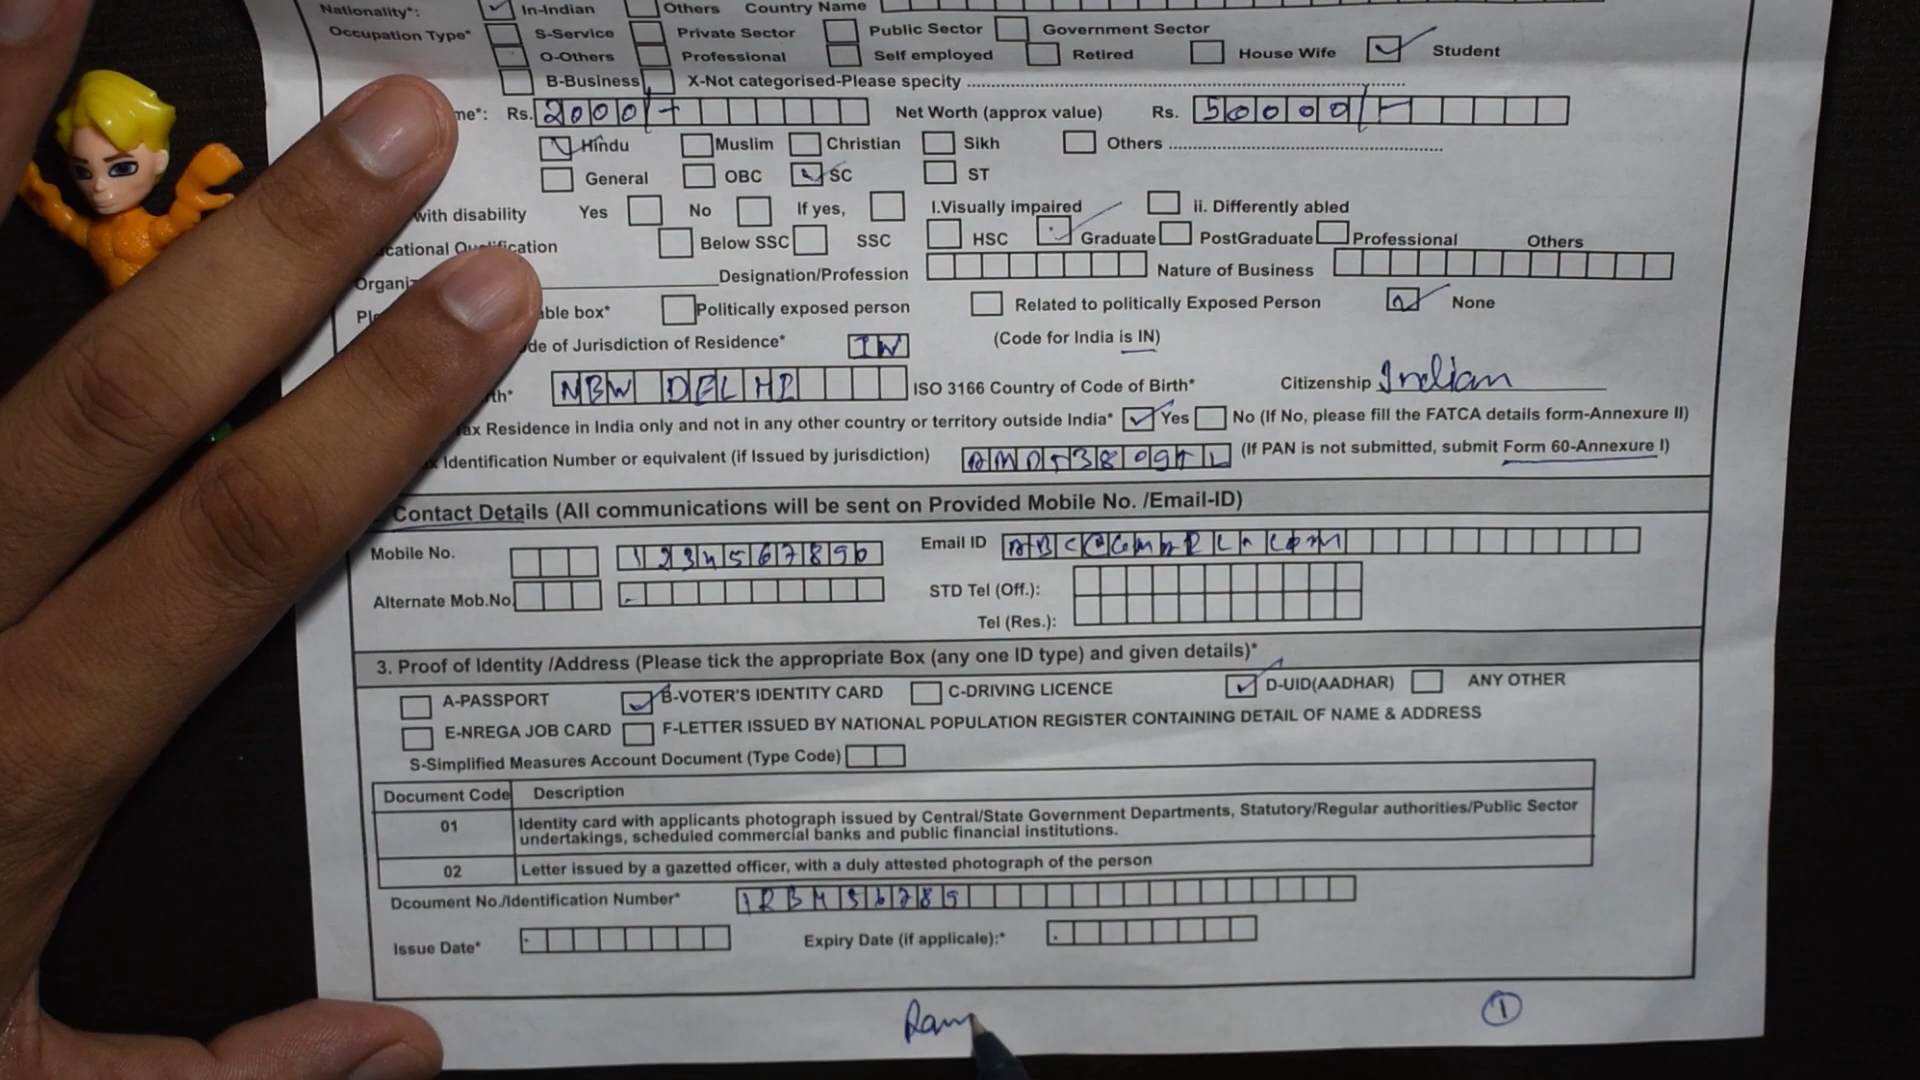 Nationality*: In-Indian Others Country Name
Occupation Type* S-Service Private Sector Public Sector Government Sector
O-Others Professional Self employed Retired House Wife Student
B-Business X-Not categorised-Please specity ........................
me*: Rs. 2000/- Net Worth (approx value) Rs. 50000/-
Hindu Muslim Christian Sikh Others ........................
General OBC SC ST
with disability Yes No If yes, I.Visually impaired ii. Differently abled
cational Qualification Below SSC SSC HSC Graduate PostGraduate Professional Others
Organiz Designation/Profession Nature of Business
Ple able box* Politically exposed person Related to politically Exposed Person None
de of Jurisdiction of Residence* IN (Code for India is IN)
th* NEW DELHI ISO 3166 Country of Code of Birth* Citizenship Indian
ax Residence in India only and not in any other country or territory outside India* Yes No (If No, please fill the FATCA details form-Annexure II)
x Identification Number or equivalent (if Issued by jurisdiction) (If PAN is not submitted, submit Form 60-Annexure I)
Contact Details (All communications will be sent on Provided Mobile No. /Email-ID)
Mobile No. 1234567890 Email ID
Alternate Mob.No. STD Tel (Off.):
Tel (Res.):
3. Proof of Identity /Address (Please tick the appropriate Box (any one ID type) and given details)*
A-PASSPORT B-VOTER'S IDENTITY CARD C-DRIVING LICENCE D-UID(AADHAR) ANY OTHER
E-NREGA JOB CARD F-LETTER ISSUED BY NATIONAL POPULATION REGISTER CONTAINING DETAIL OF NAME & ADDRESS
S-Simplified Measures Account Document (Type Code)
Document Code Description
01 Identity card with applicants photograph issued by Central/State Government Departments, Statutory/Regular authorities/Public Sector
undertakings, scheduled commercial banks and public financial institutions.
02 Letter issued by a gazetted officer, with a duly attested photograph of the person
Dcoument No./Identification Number*
Issue Date* Expiry Date (if applicale):*
Ram 1